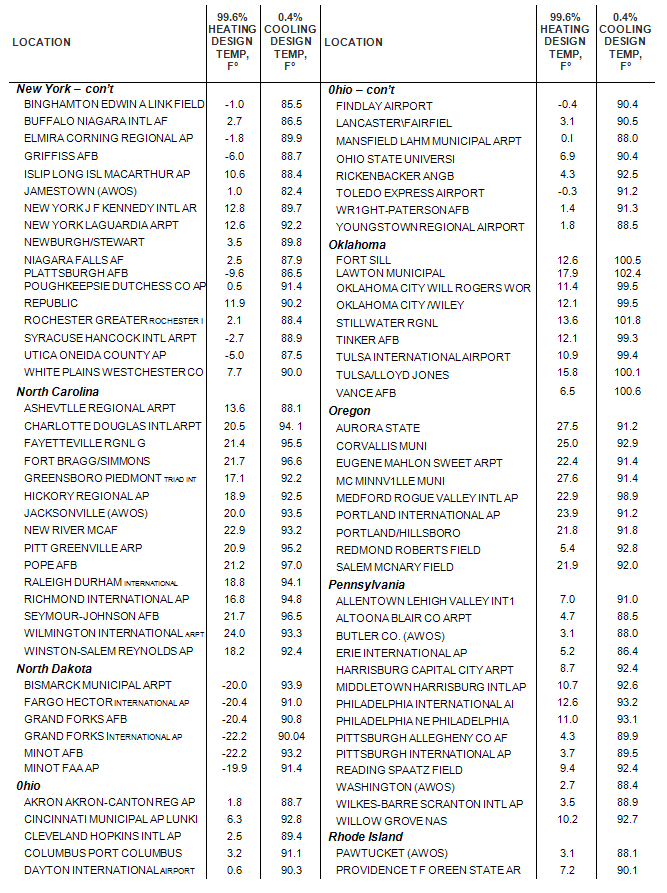 LOCATION
99.6%
HEATING
DESIGN
TEMP,
F°
0.4%
COOLING
DESIGN
TEMP,
F°
New York – con't
BINGHAMTON EDWIN A LINK FIELD -1.0 85.5
BUFFALO NIAGARA INTL AF 2.7 86.5
ELMIRA CORNING REGIONAL AP -1.8 89.9
GRIFFISS AFB -6.0 88.7
ISLIP LONG ISL MACARTHUR AP 10.6 88.4
JAMESTOWN (AWOS) 1.0 82.4
NEW YORK J F KENNEDY INTL AR 12.8 89.7
NEW YORK LAGUARDIA ARPT 12.6 92.2
NEWBURGH/STEWART 3.5 89.8
NIAGARA FALLS AF 2.5 87.9
PLATTSBURGH AFB -9.6 86.5
POUGHKEEPSIE DUTCHESS CO AP 0.5 91.4
REPUBLIC 11.9 90.2
ROCHESTER GREATER ROCHESTER I 2.1 88.4
SYRACUSE HANCOCK INTL ARPT -2.7 88.9
UTICA ONEIDA COUNTY AP -5.0 87.5
WHITE PLAINS WESTCHESTER CO 7.7 90.0
North Carolina
ASHEVTLLE REGIONAL ARPT 13.6 88.1
CHARLOTTE DOUGLAS INTL ARPT 20.5 94. 1
FAYETTEVILLE RGNL G 21.4 95.5
FORT BRAGG/SIMMONS 21.7 96.6
GREENSBORO PIEDMONT TRIAD INT 17.1 92.2
HICKORY REGIONAL AP 18.9 92.5
JACKSONVILLE (AWOS) 20.0 93.5
NEW RIVER MCAF 22.9 93.2
PITT GREENVILLE ARP 20.9 95.2
POPE AFB 21.2 97.0
RALEIGH DURHAM INTERNATIONAL 18.8 94.1
RICHMOND INTERNATIONAL AP 16.8 94.8
SEYMOUR-JOHNSON AFB 21.7 96.5
WILMINGTON INTERNATIONAL ARPT 24.0 93.3
WINSTON-SALEM REYNOLDS AP 18.2 92.4
North Dakota
BISMARCK MUNICIPAL ARPT -20.0 93.9
FARGO HECTOR INTERNATIONAL AP -20.4 91.0
GRAND FORKS AFB -20.4 90.8
GRAND FORKS INTERNATIONAL AP -22.2 90.04
MINOT AFB -22.2 93.2
MINOT FAA AP -19.9 91.4
0hio
AKRON AKRON-CANTON REG AP 1.8 88.7
CINCINNATI MUNICIPAL AP LUNKI 6.3 92.8
CLEVELAND HOPKINS INTL AP 2.5 89.4
COLUMBUS PORT COLUMBUS 3.2 91.1
DAYTON INTERNATIONAL AIRPORT 0.6 90.3
LOCATION
99.6%
HEATING
DESIGN
TEMP,
F°
0.4%
COOLING
DESIGN
TEMP,
F°
0hio – con't
FINDLAY AIRPORT -0.4 90.4
LANCASTER\FAIRFIEL 3.1 90.5
MANSFIELD LAHM MUNICIPAL ARPT 0.I 88.0
OHIO STATE UNIVERSI 6.9 90.4
RICKENBACKER ANGB 4.3 92.5
TOLEDO EXPRESS AIRPORT -0.3 91.2
WR1GHT-PATERSON AFB 1.4 91.3
YOUNGSTOWN REGIONAL AIRPORT 1.8 88.5
Oklahoma
FORT SILL 12.6 100.5
LAWTON MUNICIPAL 17.9 102.4
OKLAHOMA CITY WILL ROGERS WOR 11.4 99.5
OKLAHOMA CITY /WILEY 12.1 99.5
STILLWATER RGNL 13.6 101.8
TINKER AFB 12.1 99.3
TULSA INTERNATIONAL AIRPORT 10.9 99.4
TULSA/LLOYD JONES 15.8 100.1
VANCE AFB 6.5 100.6
Oregon
AURORA STATE 27.5 91.2
CORVALLIS MUNI 25.0 92.9
EUGENE MAHLON SWEET ARPT 22.4 91.4
MC MINNV1LLE MUNI 27.6 91.4
MEDFORD ROGUE VALLEY INTL AP 22.9 98.9
PORTLAND INTERNATIONAL AP 23.9 91.2
PORTLAND/HILLSBORO 21.8 91.8
REDMOND ROBERTS FIELD 5.4 92.8
SALEM MCNARY FIELD 21.9 92.0
Pennsylvania
ALLENTOWN LEHIGH VALLEY INT1 7.0 91.0
ALTOONA BLAIR CO ARPT 4.7 88.5
BUTLER CO. (AWOS) 3.1 88.0
ERIE INTERNATIONAL AP 5.2 86.4
HARRISBURG CAPITAL CITY ARPT 8.7 92.4
MIDDLETOWN HARRISBURG INTL AP 10.7 92.6
PHILADELPHIA INTERNATIONAL AI 12.6 93.2
PHILADELPHIA NE PHILADELPHIA 11.0 93.1
PITTSBURGH ALLEGHENY CO AF 4.3 89.9
PITTSBURGH INTERNATIONAL AP 3.7 89.5
READING SPAATZ FIELD 9.4 92.4
WASHINGTON (AWOS) 2.7 88.4
WILKES-BARRE SCRANTON INTL AP 3.5 88.9
WILLOW GROVE NAS 10.2 92.7
Rhode Island
PAWTUCKET (AWOS) 3.1 88.1
PROVIDENCE T F OREEN STATE AR 7.2 90.1